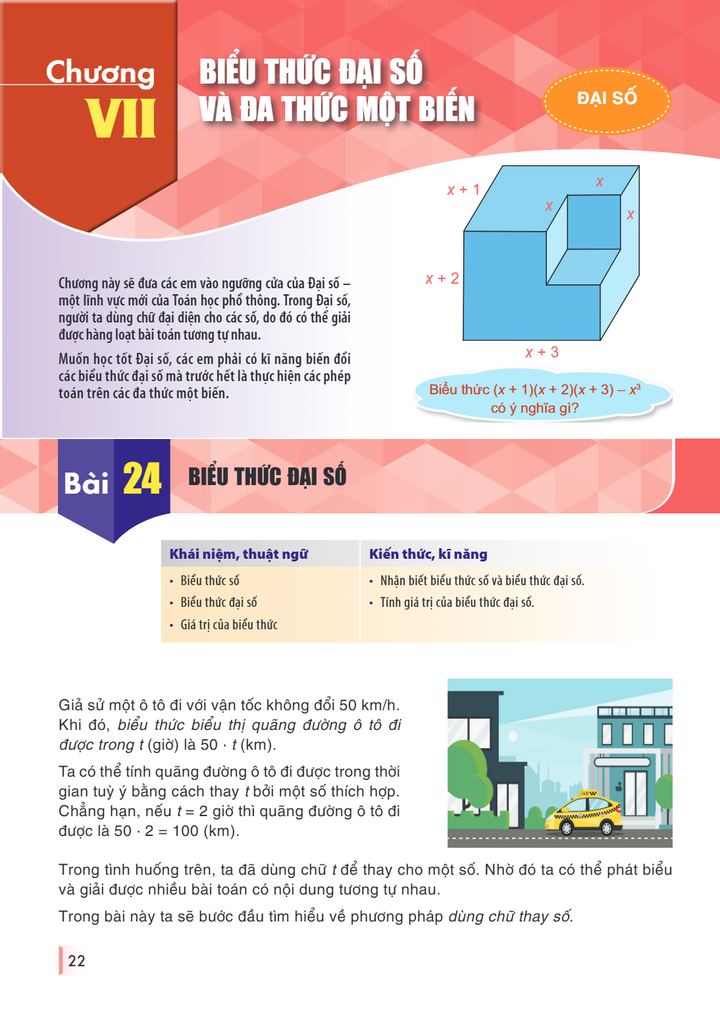 Chương
VII
BIỂU THỨC ĐẠI SỐ
VÀ ĐA THỨC MỘT BIẾN
ĐẠI SỐ
x + 1
x
x
x
x + 2
x + 3
Biểu thức (x + 1)(x + 2)(x + 3) – x³
có ý nghĩa gì?
Chương này sẽ đưa các em vào ngưỡng cửa của Đại số –
một lĩnh vực mới của Toán học phổ thông. Trong Đại số,
người ta dùng chữ đại diện cho các số, do đó có thể giải
được hàng loạt bài toán tương tự nhau.
Muốn học tốt Đại số, các em phải có kĩ năng biến đổi
các biểu thức đại số mà trước hết là thực hiện các phép
toán trên các đa thức một biến.
Bài 24
BIỂU THỨC ĐẠI SỐ
Khái niệm, thuật ngữ
• Biểu thức số
• Biểu thức đại số
• Giá trị của biểu thức
Kiến thức, kĩ năng
• Nhận biết biểu thức số và biểu thức đại số.
• Tính giá trị của biểu thức đại số.
Giả sử một ô tô đi với vận tốc không đổi 50 km/h.
Khi đó, biểu thức biểu thị quãng đường ô tô đi
được trong t (giờ) là 50 · t (km).
Ta có thể tính quãng đường ô tô đi được trong thời
gian tuỳ ý bằng cách thay t bởi một số thích hợp.
Chẳng hạn, nếu t = 2 giờ thì quãng đường ô tô đi
được là 50 · 2 = 100 (km).
TAXI
Trong tình huống trên, ta đã dùng chữ t để thay cho một số. Nhờ đó ta có thể phát biểu
và giải được nhiều bài toán có nội dung tương tự nhau.
Trong bài này ta sẽ bước đầu tìm hiểu về phương pháp dùng chữ thay số.
22